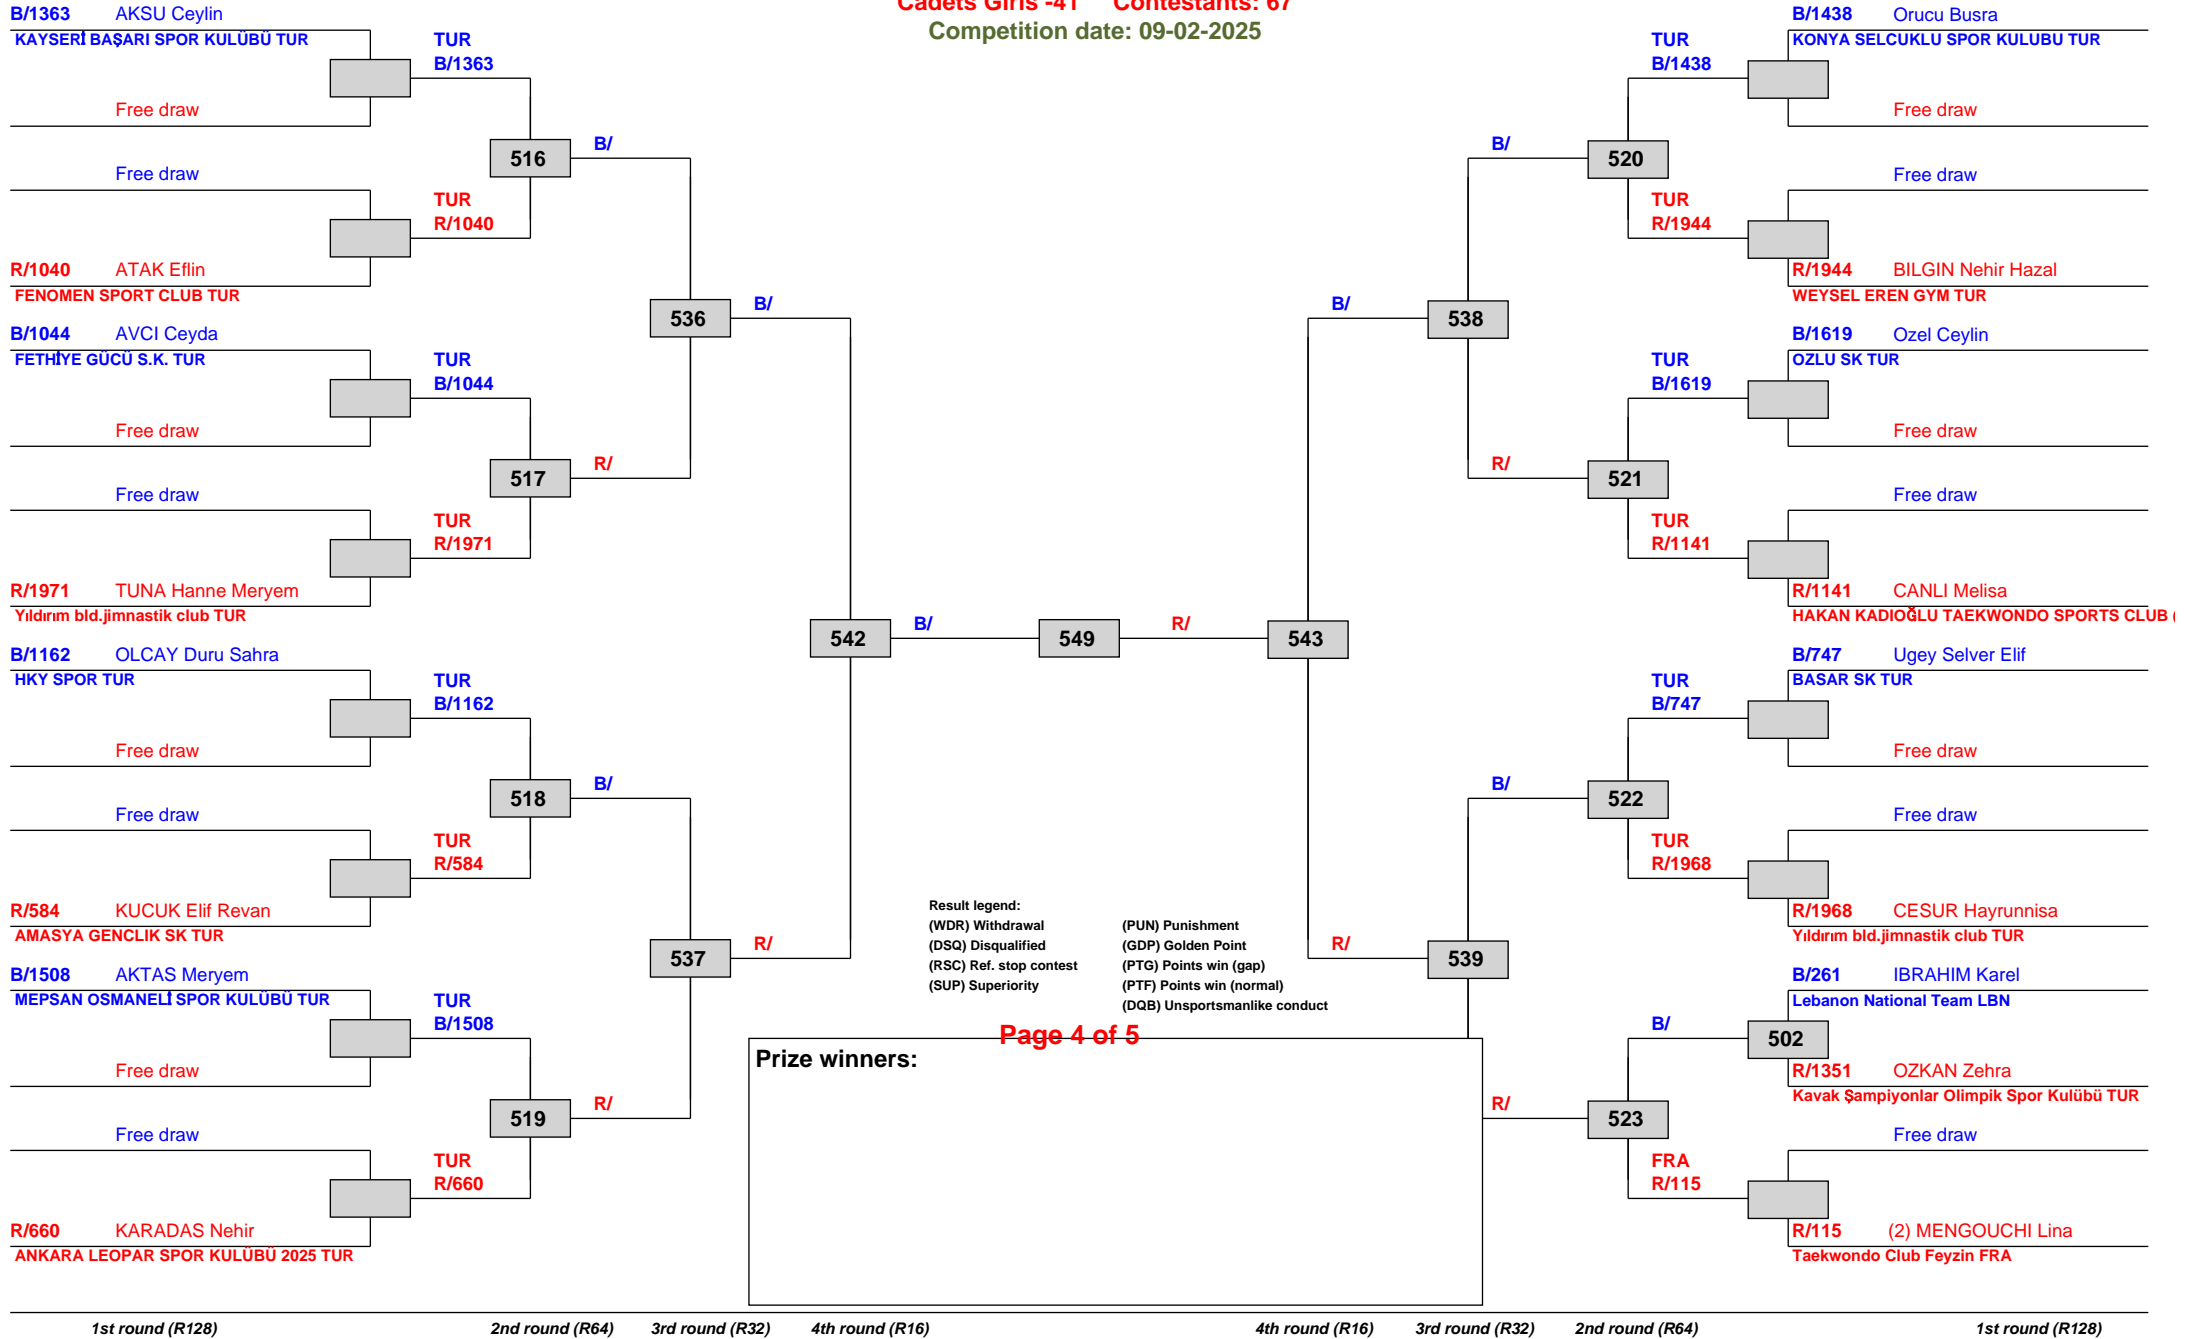 Cadets Girls -41 Contestants: 67
Competition date: 09-02-2025
B/1363 AKSU Ceylin
KAYSERİ BAŞARI SPOR KULÜBÜ TUR
TUR
B/1363
Free draw
516
B/
Free draw
TUR
R/1040
R/1040 ATAK Eflin
FENOMEN SPORT CLUB TUR
536
B/
B/1044 AVCI Ceyda
FETHİYE GÜCÜ S.K. TUR
TUR
B/1044
Free draw
517
R/
Free draw
TUR
R/1971
R/1971 TUNA Hanne Meryem
Yıldırım bld.jimnastik club TUR
542
B/
549
R/
543
B/1162 OLCAY Duru Sahra
HKY SPOR TUR
TUR
B/1162
Free draw
518
B/
Free draw
TUR
R/584
R/584 KUCUK Elif Revan
AMASYA GENCLIK SK TUR
537
R/
B/1508 AKTAS Meryem
MEPSAN OSMANELİ SPOR KULÜBÜ TUR
TUR
B/1508
Free draw
519
R/
Free draw
TUR
R/660
R/660 KARADAS Nehir
ANKARA LEOPAR SPOR KULÜBÜ 2025 TUR
B/1438 Orucu Busra
KONYA SELCUKLU SPOR KULUBU TUR
TUR
B/1438
Free draw
B/
520
Free draw
TUR
R/1944
R/1944 BILGIN Nehir Hazal
WEYSEL EREN GYM TUR
B/
538
B/1619 Ozel Ceylin
OZLU SK TUR
TUR
B/1619
Free draw
R/
521
Free draw
TUR
R/1141
R/1141 CANLI Melisa
HAKAN KADIOĞLU TAEKWONDO SPORTS CLUB (
B/747 Ugey Selver Elif
BASAR SK TUR
TUR
B/747
Free draw
B/
522
Free draw
TUR
R/1968
R/1968 CESUR Hayrunnisa
Yıldırım bld.jimnastik club TUR
R/
539
B/261 IBRAHIM Karel
Lebanon National Team LBN
B/
502
R/1351 OZKAN Zehra
Kavak Şampiyonlar Olimpik Spor Kulübü TUR
R/
523
Free draw
FRA
R/115
R/115 (2) MENGOUCHI Lina
Taekwondo Club Feyzin FRA
Result legend:
(WDR) Withdrawal (PUN) Punishment
(DSQ) Disqualified (GDP) Golden Point
(RSC) Ref. stop contest (PTG) Points win (gap)
(SUP) Superiority (PTF) Points win (normal)
(DQB) Unsportsmanlike conduct
Page 4 of 5
Prize winners:
1st round (R128) 2nd round (R64) 3rd round (R32) 4th round (R16) 4th round (R16) 3rd round (R32) 2nd round (R64) 1st round (R128)